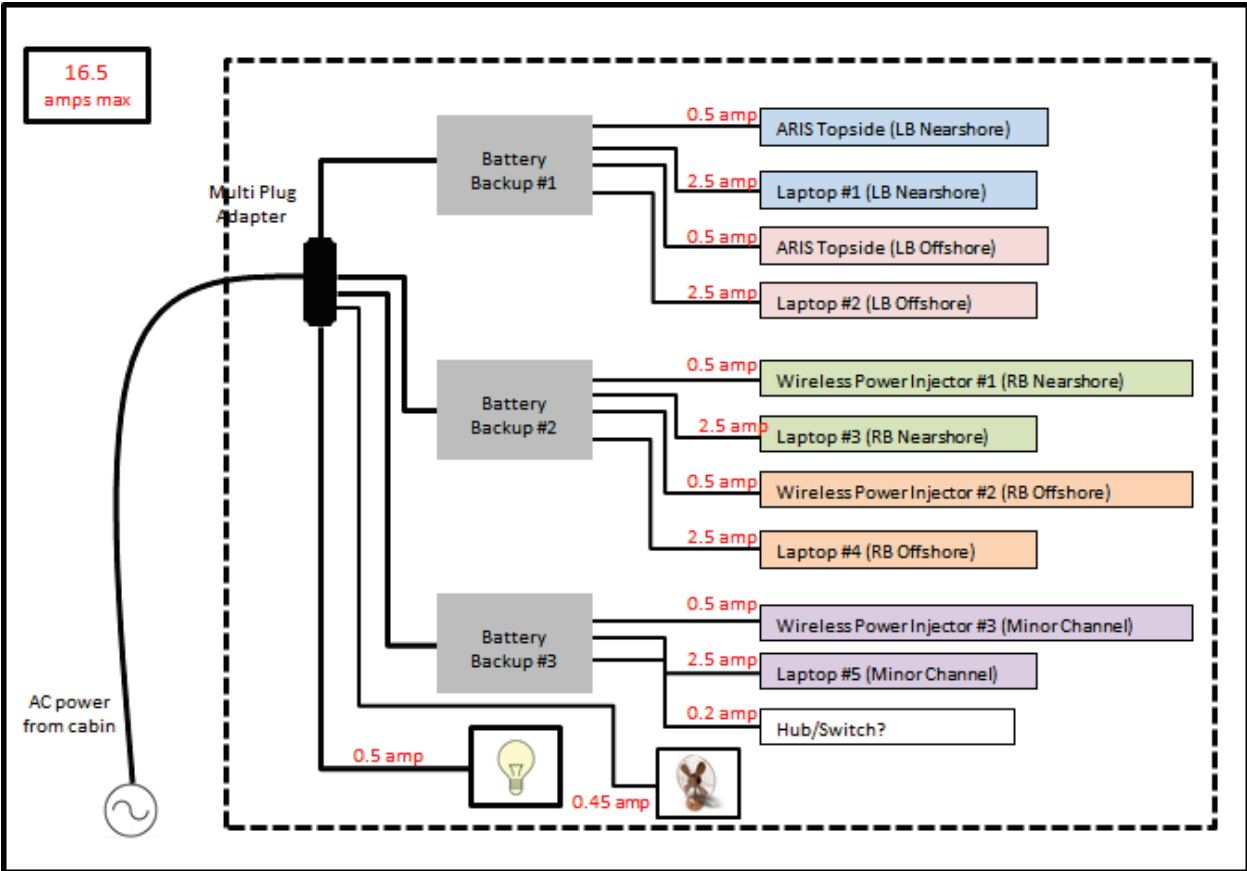 16.5
amps max
Multi Plug
Adapter
Battery
Backup #1
0.5 amp
ARIS Topside (LB Nearshore)
2.5 amp
Laptop #1 (LB Nearshore)
0.5 amp
ARIS Topside (LB Offshore)
2.5 amp
Laptop #2 (LB Offshore)
Battery
Backup #2
0.5 amp
Wireless Power Injector #1 (RB Nearshore)
2.5 amp
Laptop #3 (RB Nearshore)
0.5 amp
Wireless Power Injector #2 (RB Offshore)
2.5 amp
Laptop #4 (RB Offshore)
Battery
Backup #3
0.5 amp
Wireless Power Injector #3 (Minor Channel)
2.5 amp
Laptop #5 (Minor Channel)
0.2 amp
Hub/Switch?
AC power
from cabin
0.5 amp
0.45 amp